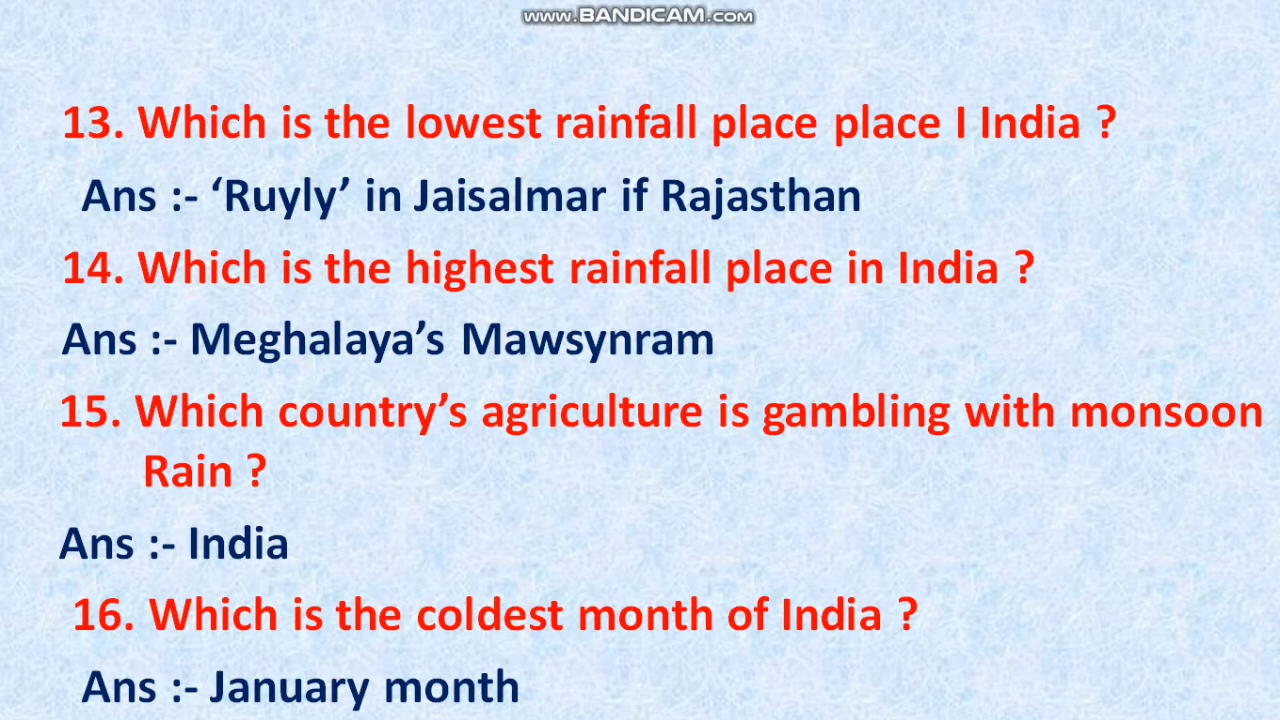 www.BANDICAM.com
13. Which is the lowest rainfall place place I India ?
Ans :- ‘Ruyly’ in Jaisalmar if Rajasthan
14. Which is the highest rainfall place in India ?
Ans :- Meghalaya’s Mawsynram
15. Which country’s agriculture is gambling with monsoon
Rain ?
Ans :- India
16. Which is the coldest month of India ?
Ans :- January month